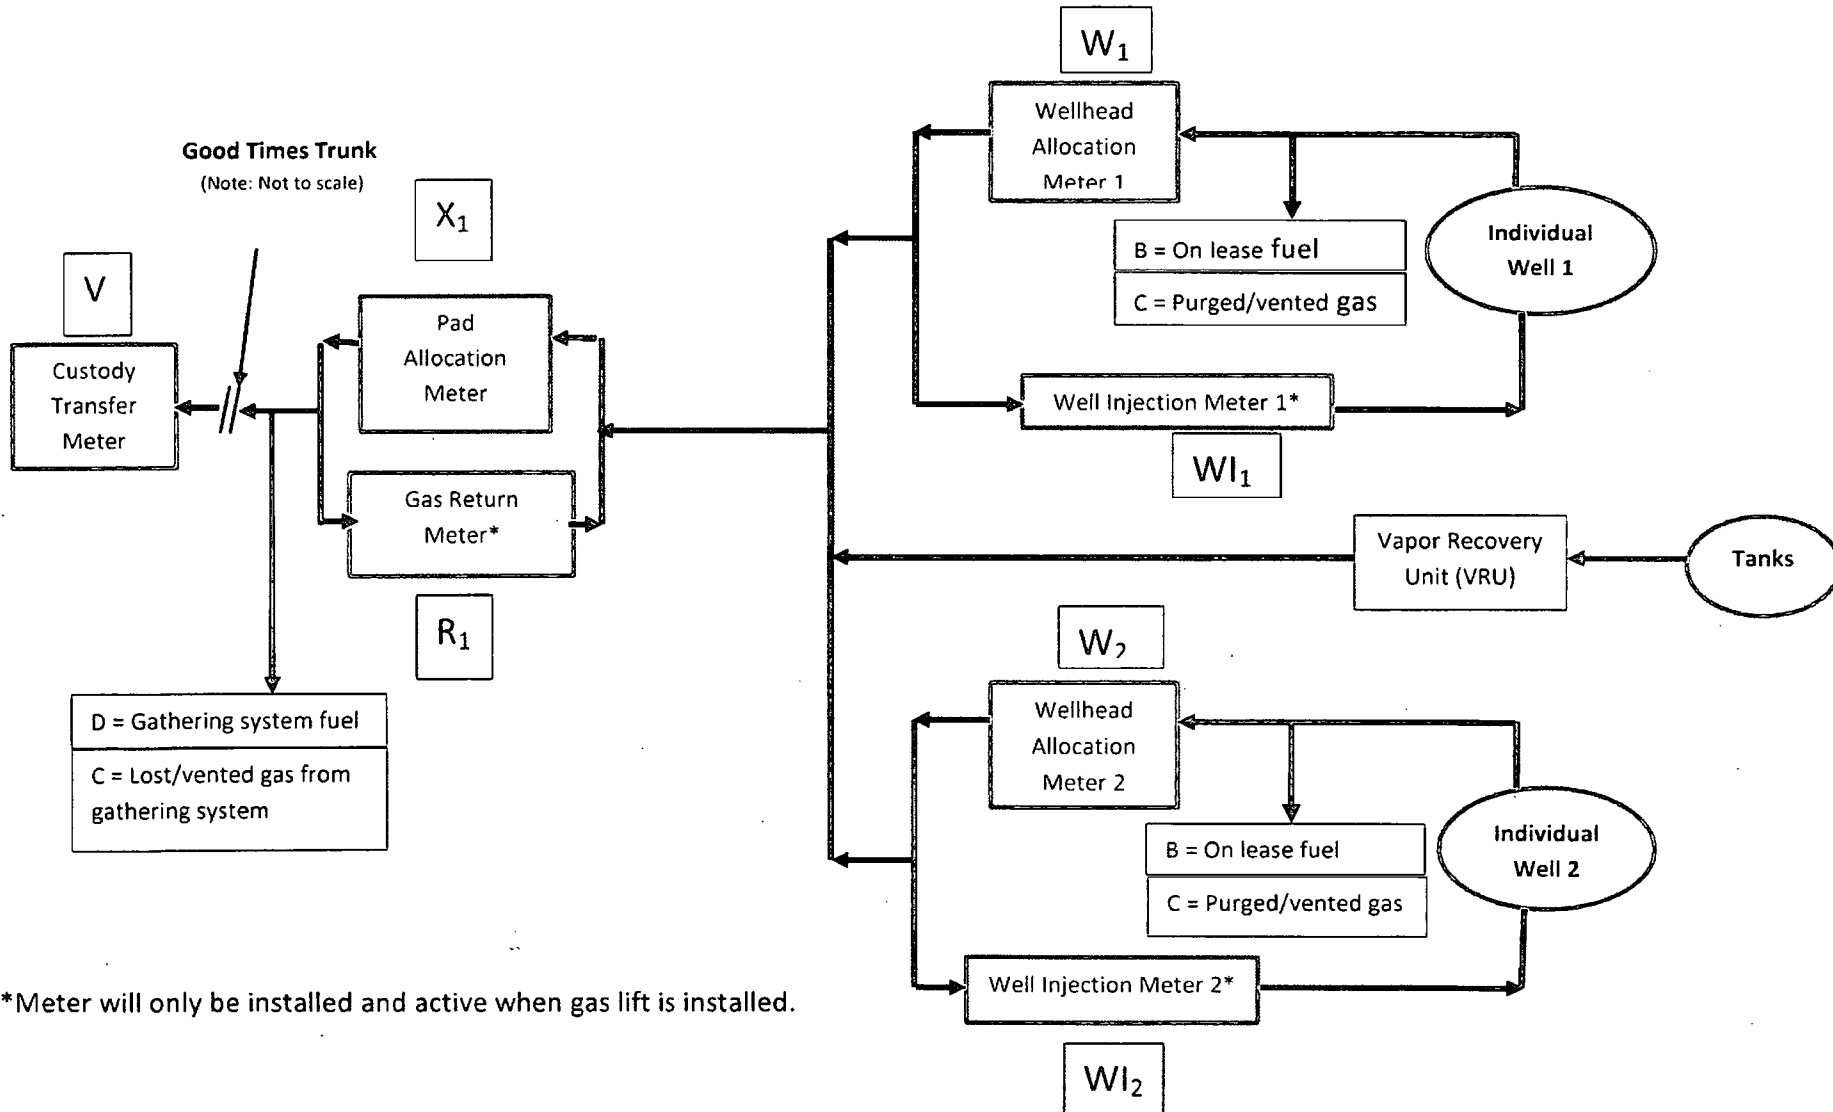 W₁
Wellhead
Allocation
Meter 1
Good Times Trunk
(Note: Not to scale)
X₁
V
B = On lease fuel
C = Purged/vented gas
Individual
Well 1
Pad
Allocation
Meter
Custody
Transfer
Meter
Well Injection Meter 1*
WI₁
Gas Return
Meter*
R₁
Vapor Recovery
Unit (VRU)
Tanks
W₂
Wellhead
Allocation
Meter 2
D = Gathering system fuel
C = Lost/vented gas from
gathering system
B = On lease fuel
C = Purged/vented gas
Individual
Well 2
Well Injection Meter 2*
*Meter will only be installed and active when gas lift is installed.
WI₂